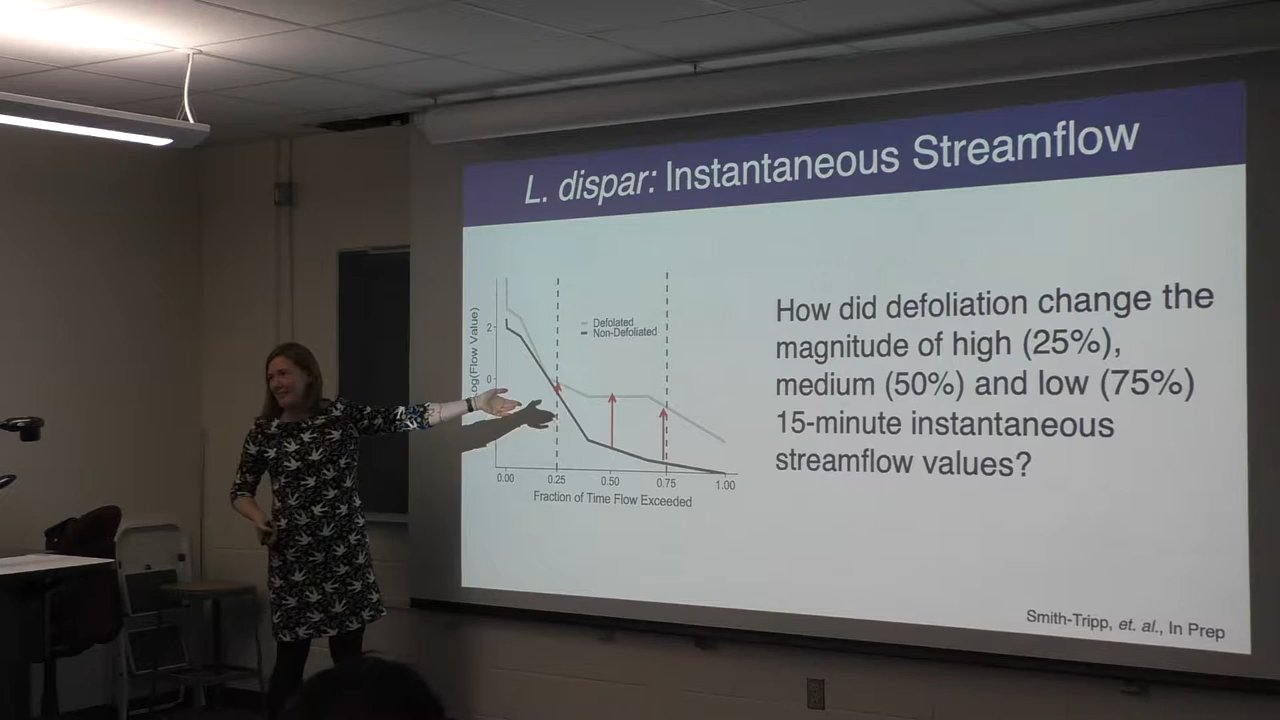 L. dispar: Instantaneous Streamflow
Log(Flow Value)
2
0
Defolated
Non-Defoliated
0.00 0.25 0.50 0.75 1.00
Fraction of Time Flow Exceeded
How did defoliation change the
magnitude of high (25%),
medium (50%) and low (75%)
15-minute instantaneous
streamflow values?
Smith-Tripp, et. al., In Prep